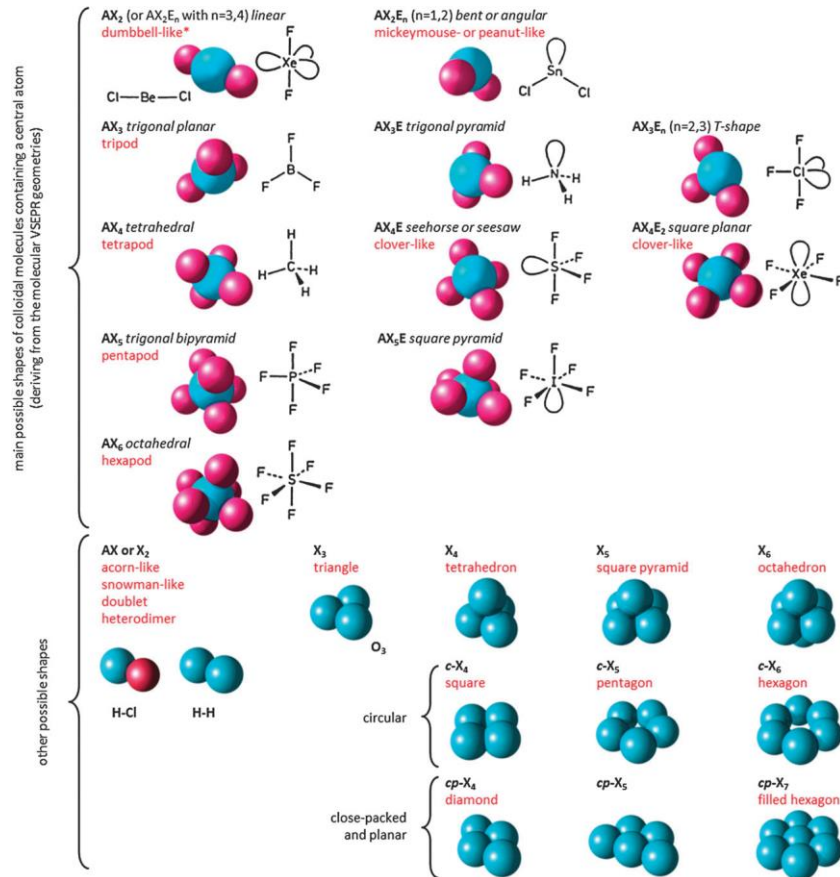 main possible shapes of colloidal molecules containing a central atom
(deriving from the molecular VSEPR geometries)
AX₂ (or AX₂Eₙ with n=3,4) linear
dumbbell-like*
Cl Be Cl
F
Xe
F
AX₂Eₙ (n=1,2) bent or angular
mickeymouse- or peanut-like
Sn
Cl Cl
AX₃ trigonal planar
tripod
F
B
F F
AX₃E trigonal pyramid
N
H H
H
AX₃Eₙ (n=2,3) T-shape
F
F Cl
F
AX₄ tetrahedral
tetrapod
H
H C H
H
AX₄E seehorse or seesaw
clover-like
F
S F
F
F
AX₄E₂ square planar
clover-like
F F
Xe
F F
AX₅ trigonal bipyramid
pentapod
F
F P F
F
F
AX₅E square pyramid
F
F F
I
F F
AX₆ octahedral
hexapod
F
F F
S
F F
F
other possible shapes
AX or X₂
acorn-like
snowman-like
doublet
heterodimer
H-Cl H-H
X₃
triangle
O₃
X₄
tetrahedron
X₅
square pyramid
X₆
octahedron
circular
c-X₄
square
c-X₅
pentagon
c-X₆
hexagon
close-packed
and planar
cp-X₄
diamond
cp-X₅
cp-X₇
filled hexagon